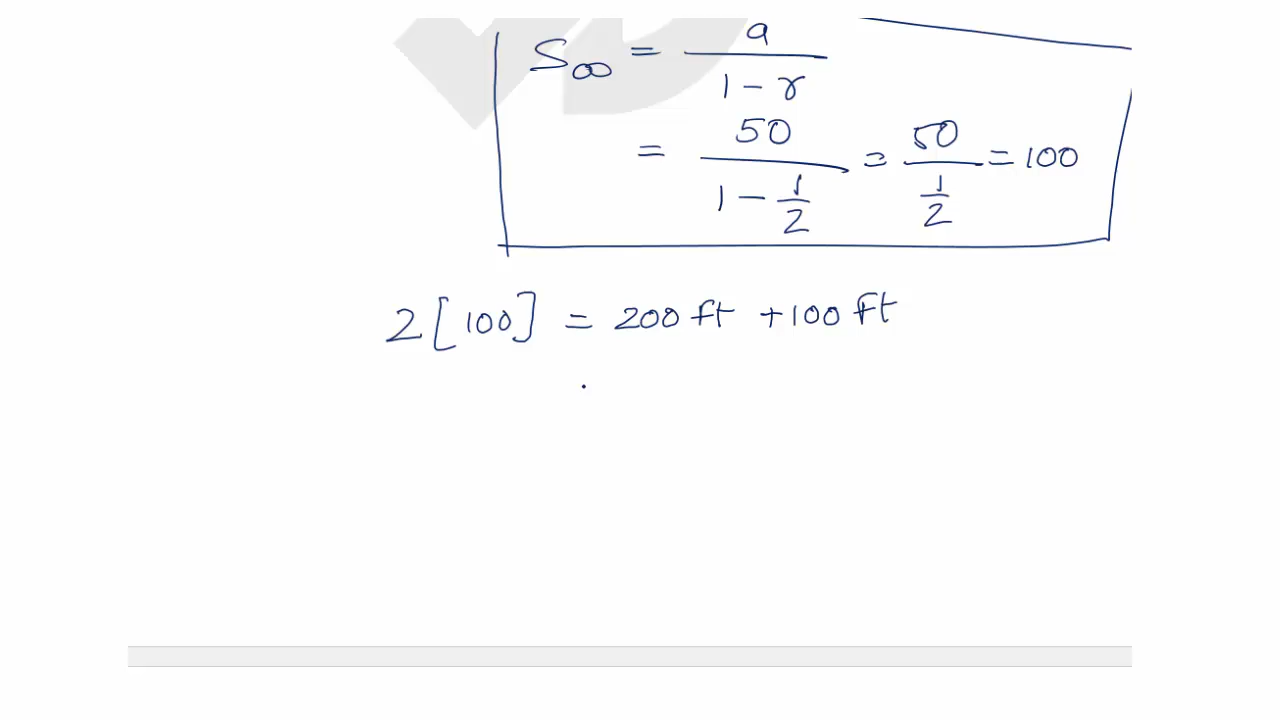 S∞ = a / (1 - r)
= 50 / (1 - 1/2) = 50 / (1/2) = 100
2[100] = 200 ft + 100 ft